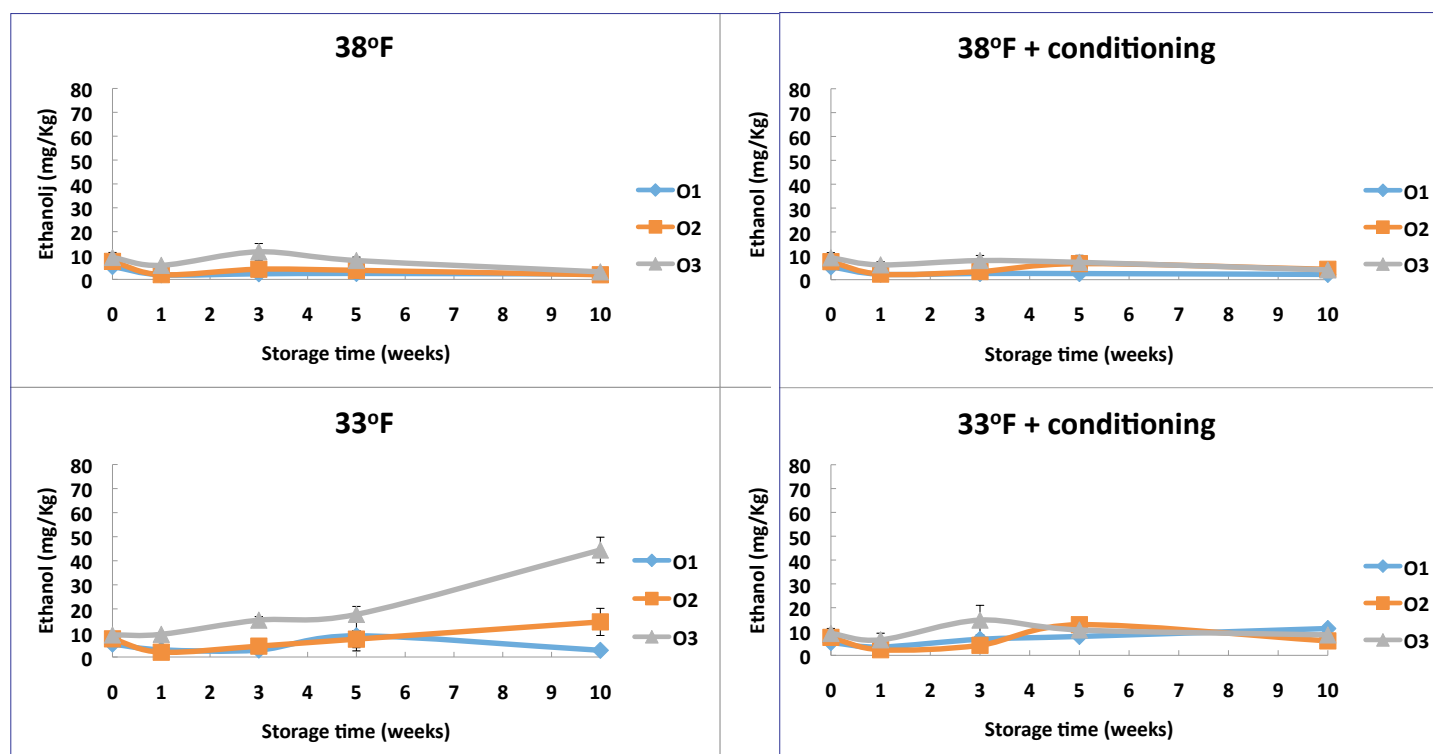 38ºF
Ethanolj (mg/Kg)
80
70
60
50
40
30
20
10
0
0 1 2 3 4 5 6 7 8 9 10
Storage time (weeks)
O1
O2
O3
38ºF + conditioning
Ethanol (mg/Kg)
80
70
60
50
40
30
20
10
0
0 1 2 3 4 5 6 7 8 9 10
Storage time (weeks)
O1
O2
O3
33ºF
Ethanol (mg/Kg)
80
70
60
50
40
30
20
10
0
0 1 2 3 4 5 6 7 8 9 10
Storage time (weeks)
O1
O2
O3
33ºF + conditioning
Ethanol (mg/Kg)
80
70
60
50
40
30
20
10
0
0 1 2 3 4 5 6 7 8 9 10
Storage time (weeks)
O1
O2
O3